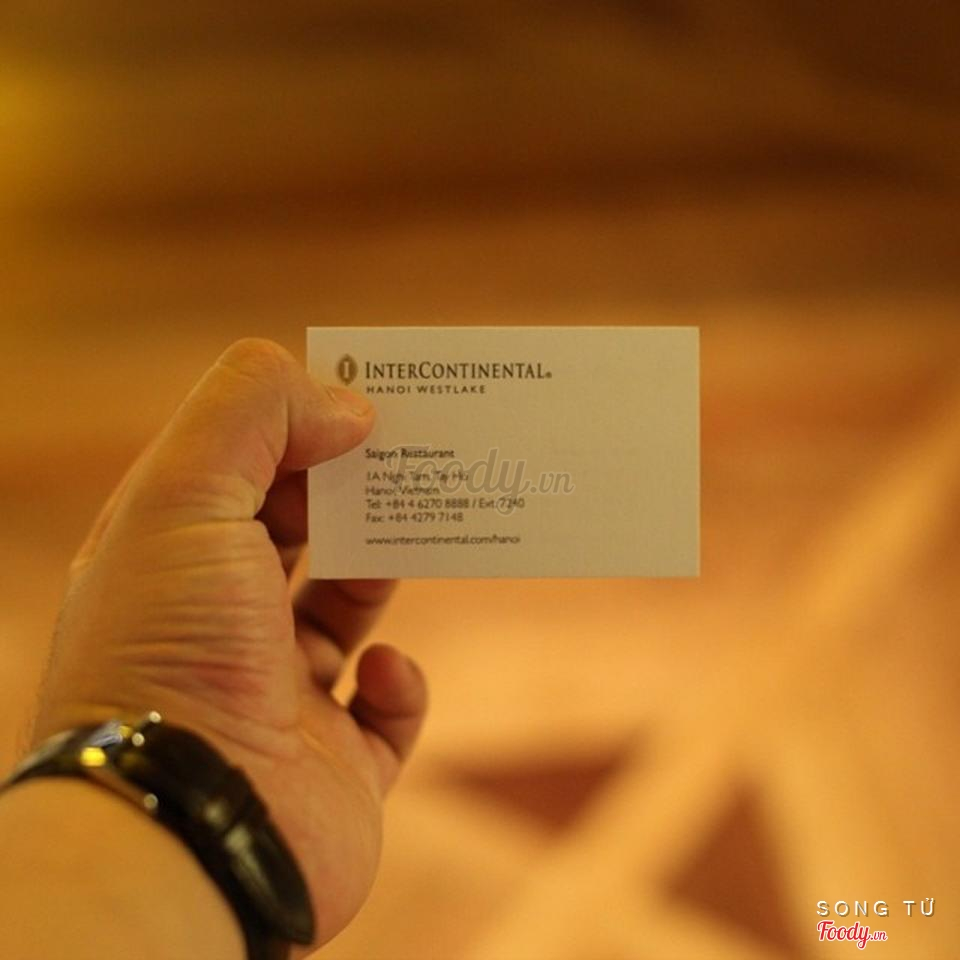 INTERCONTINENTAL®
HANOI WESTLAKE
Saigon Restaurant
1A Nghi Tam, Tay Ho
Hanoi, Vietnam
Tel: +84 4 6270 8888 / Ext: 7240
Fax: +84 4279 7148
www.intercontinental.com/hanoi
Foody.vn
SONG TỬ
Foody.vn